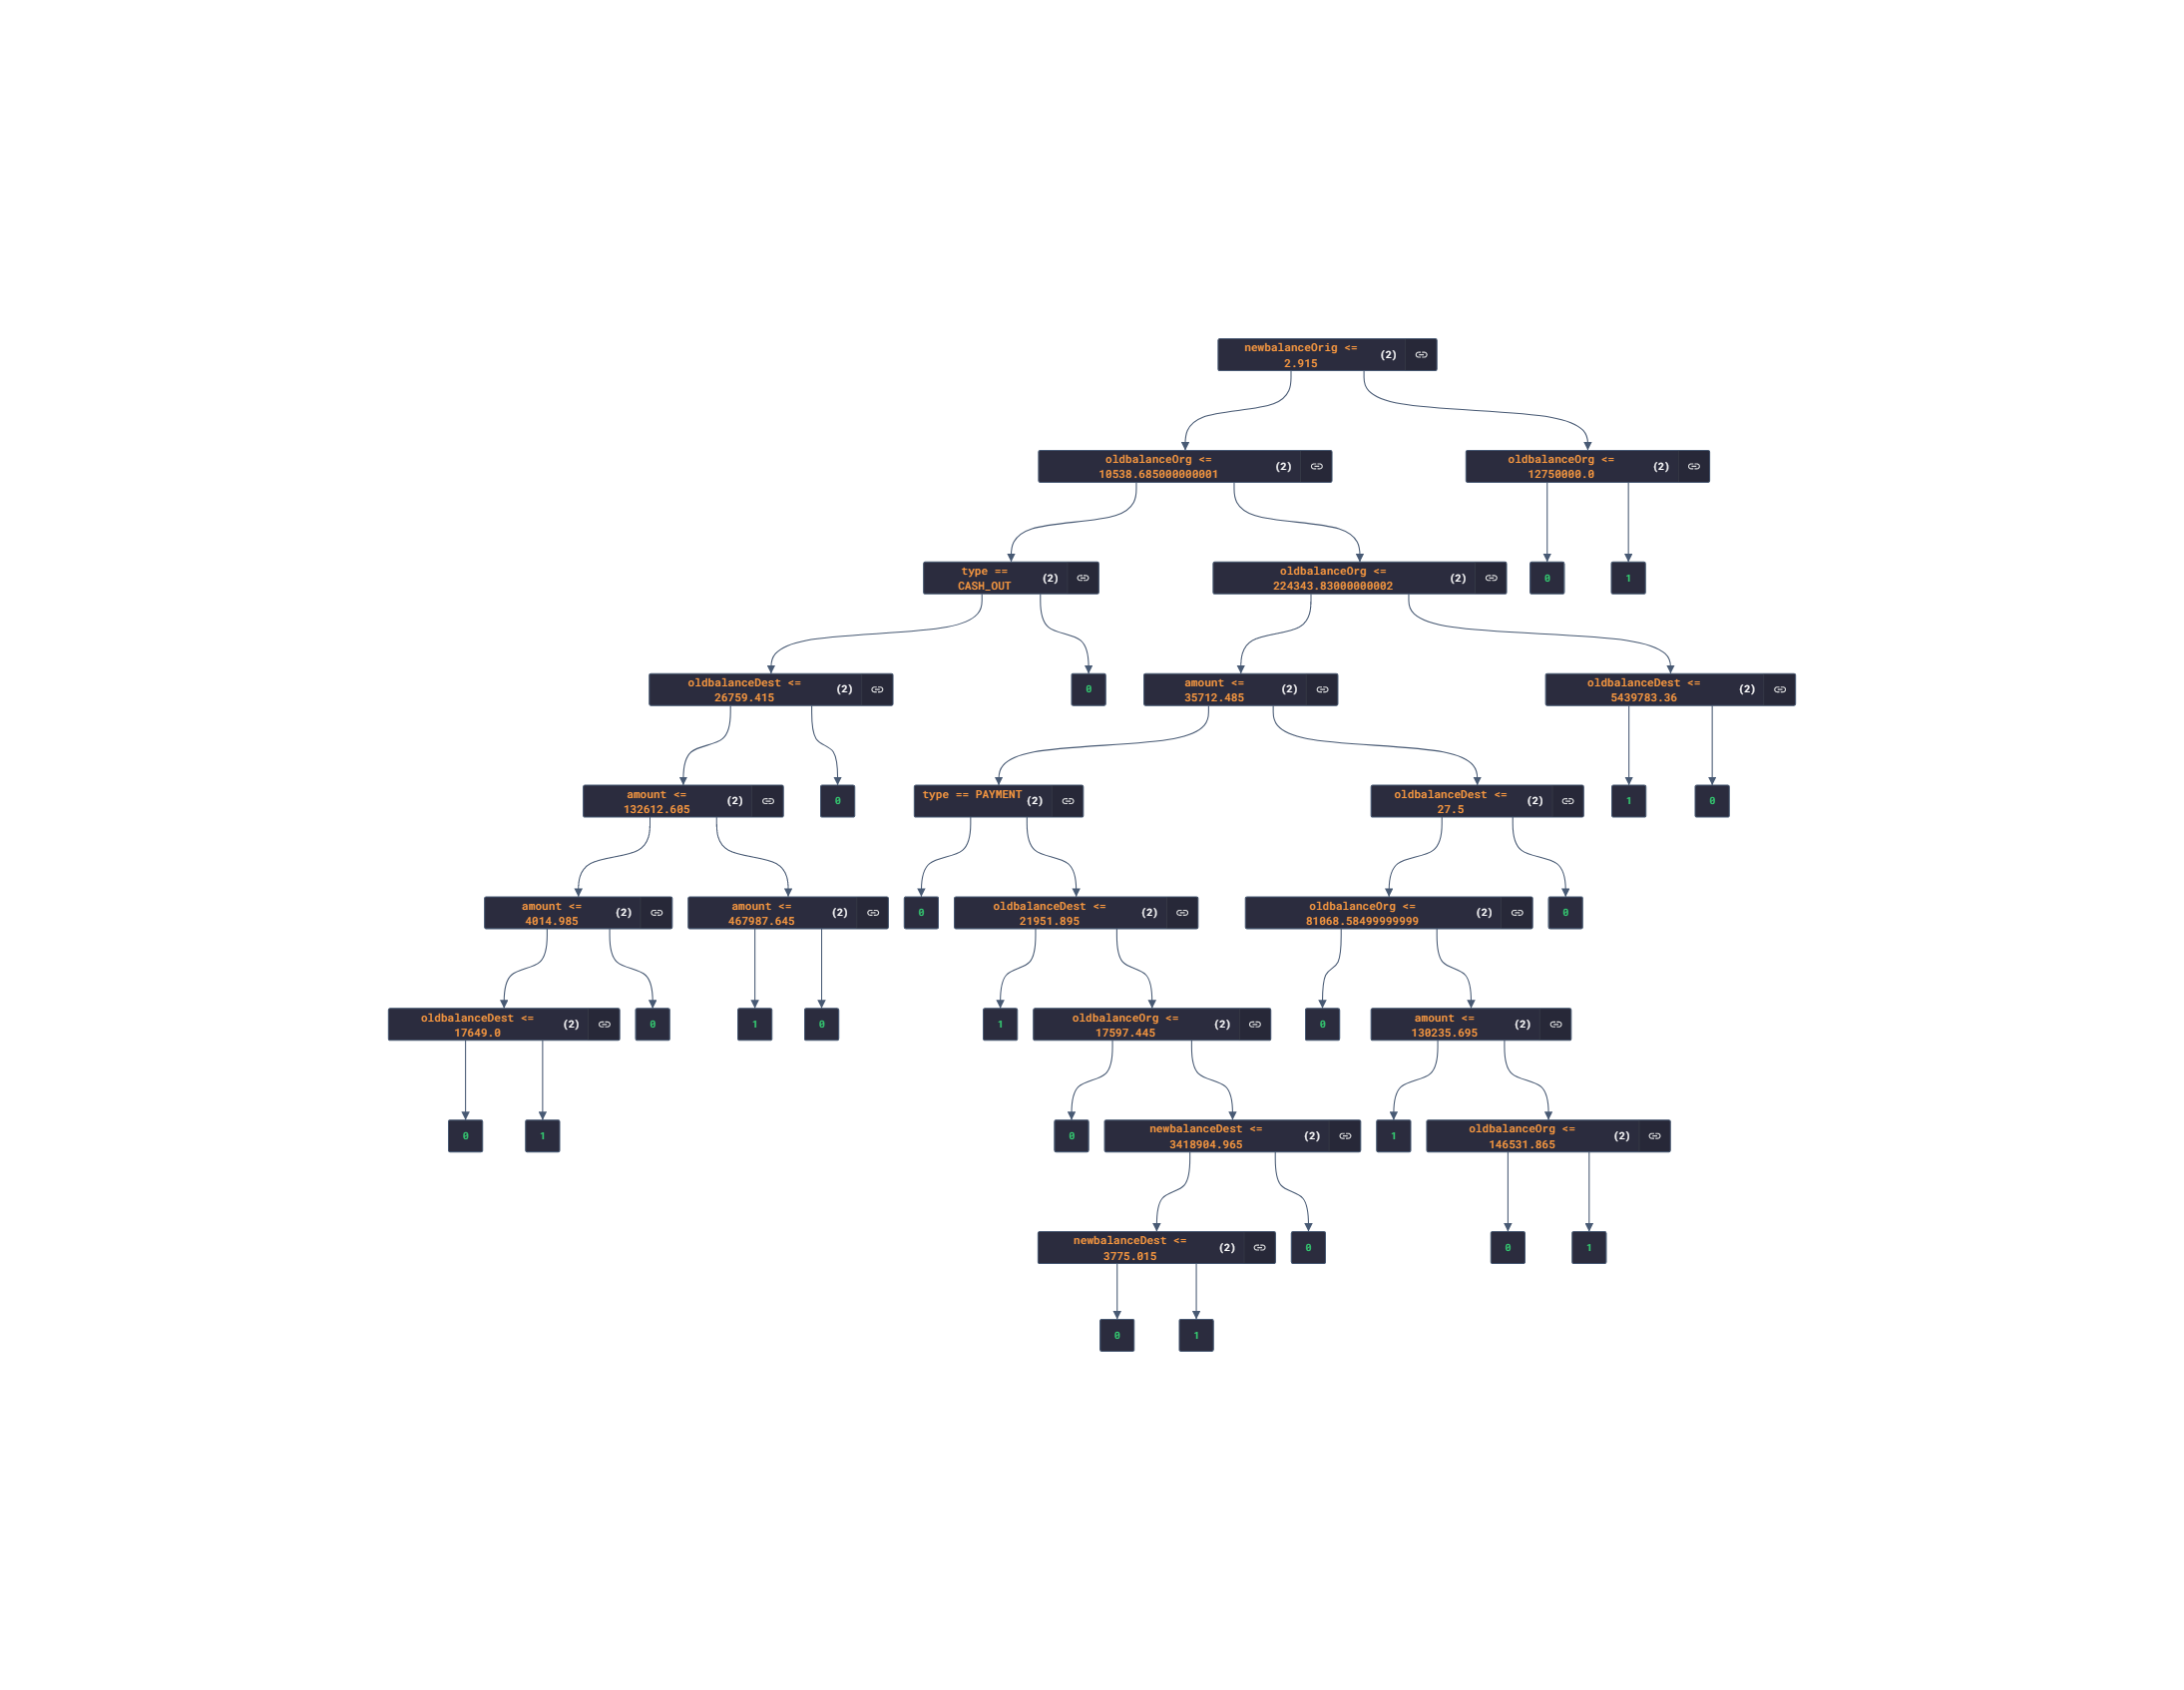 newbalanceOrig <=
2.915
(2)
oldbalanceOrg <=
10538.685000000001
(2)
oldbalanceOrg <=
12750000.0
(2)
type ==
CASH_OUT
(2)
oldbalanceOrg <=
224343.83000000002
(2)
0
1
oldbalanceDest <=
26759.415
(2)
0
amount <=
35712.485
(2)
oldbalanceDest <=
5439783.36
(2)
amount <=
132612.605
(2)
0
type == PAYMENT
(2)
oldbalanceDest <=
27.5
(2)
1
0
amount <=
4014.985
(2)
amount <=
467987.645
(2)
0
oldbalanceDest <=
21951.895
(2)
oldbalanceOrg <=
81068.58499999999
(2)
0
oldbalanceDest <=
17649.0
(2)
0
1
0
1
oldbalanceOrg <=
17597.445
(2)
0
amount <=
130235.695
(2)
0
1
0
newbalanceDest <=
3418904.965
(2)
1
oldbalanceOrg <=
146531.865
(2)
newbalanceDest <=
3775.015
(2)
0
0
1
0
1